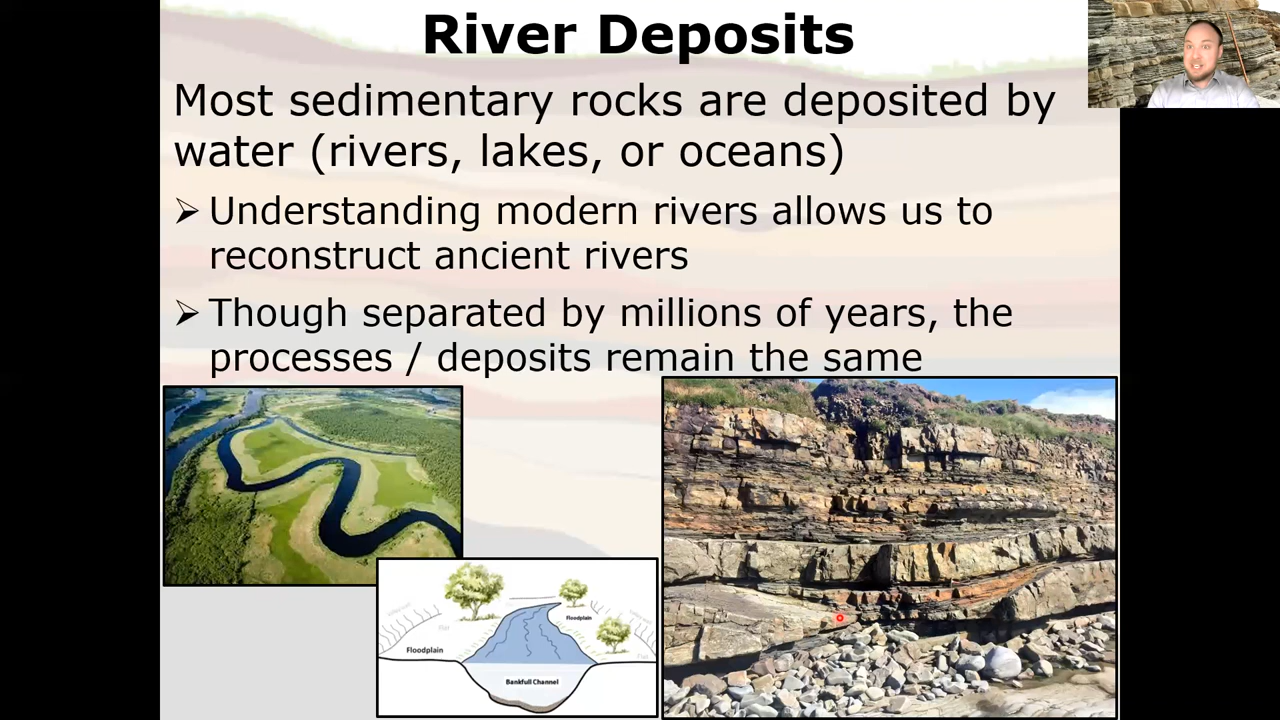 River Deposits
Most sedimentary rocks are deposited by
water (rivers, lakes, or oceans)
➢ Understanding modern rivers allows us to
reconstruct ancient rivers
➢ Though separated by millions of years, the
processes / deposits remain the same
Floodplain
Floodplain
Bankfull Channel